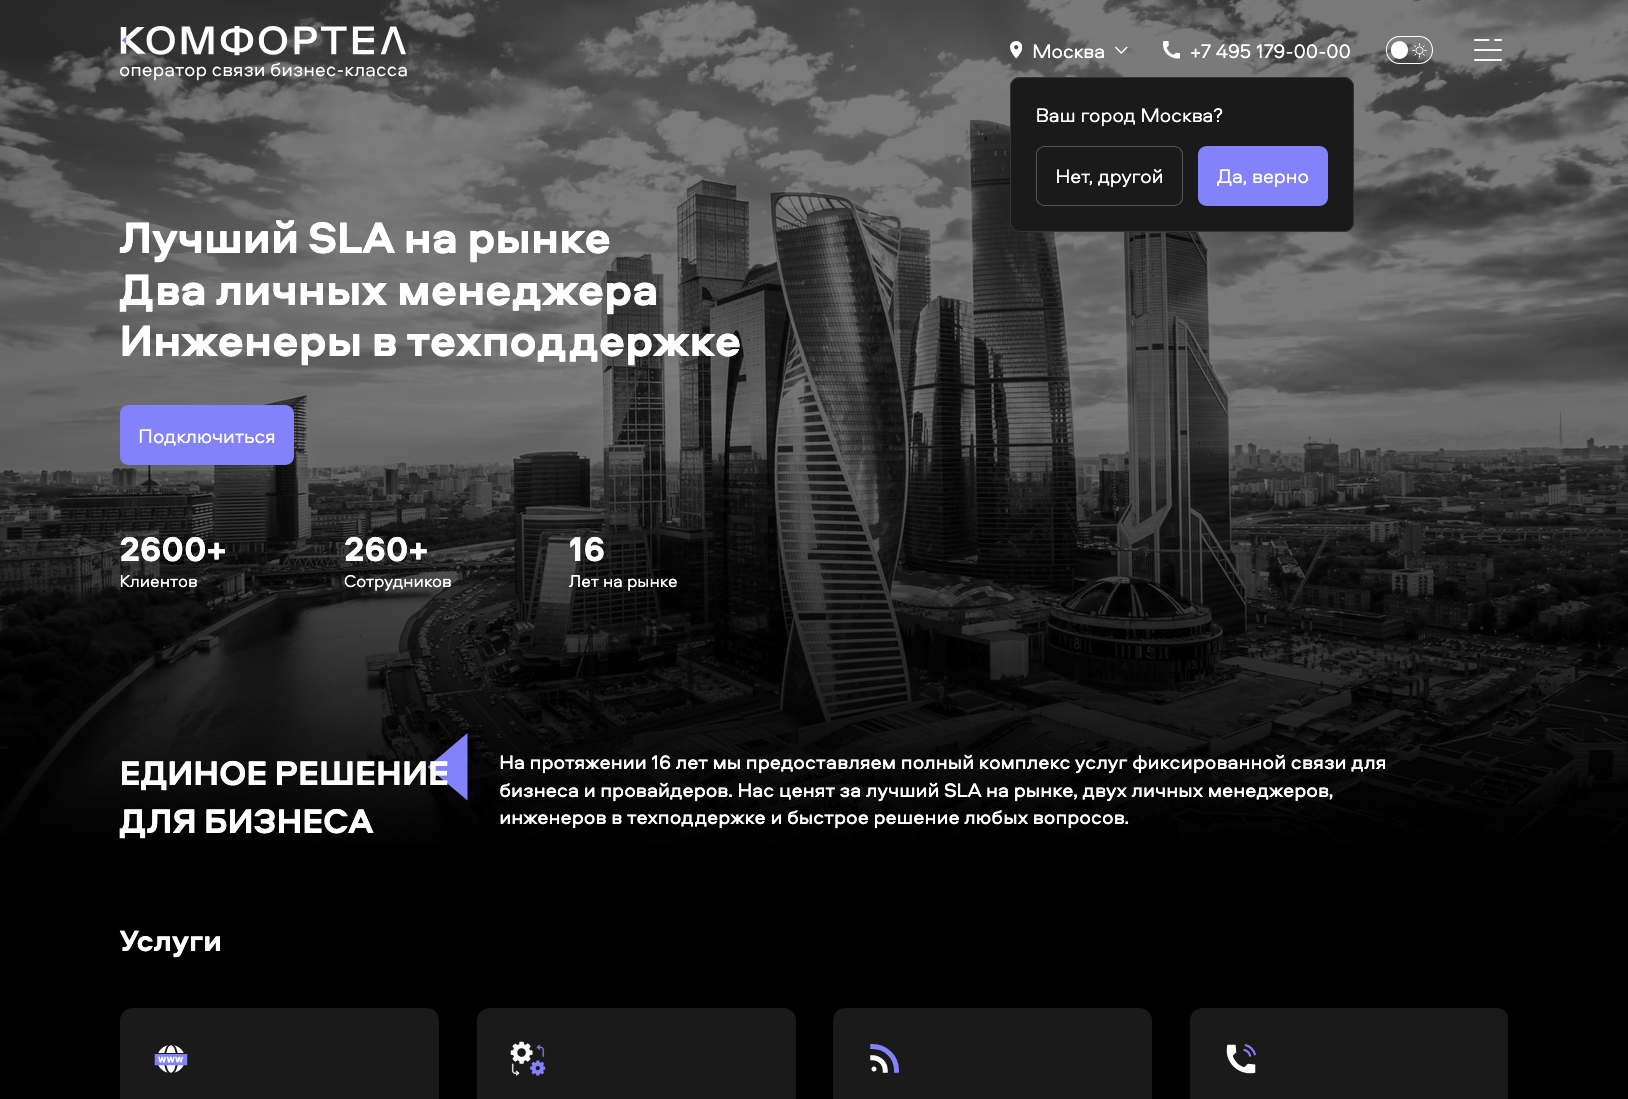 КОМФОРТЕЛ
оператор связи бизнес-класса
Москва
+7 495 179-00-00
Ваш город Москва?
Нет, другой
Да, верно
Лучший SLA на рынке
Два личных менеджера
Инженеры в техподдержке
Подключиться
2600+
Клиентов
260+
Сотрудников
16
Лет на рынке
ЕДИНОЕ РЕШЕНИЕ
ДЛЯ БИЗНЕСА
На протяжении 16 лет мы предоставляем полный комплекс услуг фиксированной связи для
бизнеса и провайдеров. Нас ценят за лучший SLA на рынке, двух личных менеджеров,
инженеров в техподдержке и быстрое решение любых вопросов.
Услуги
www